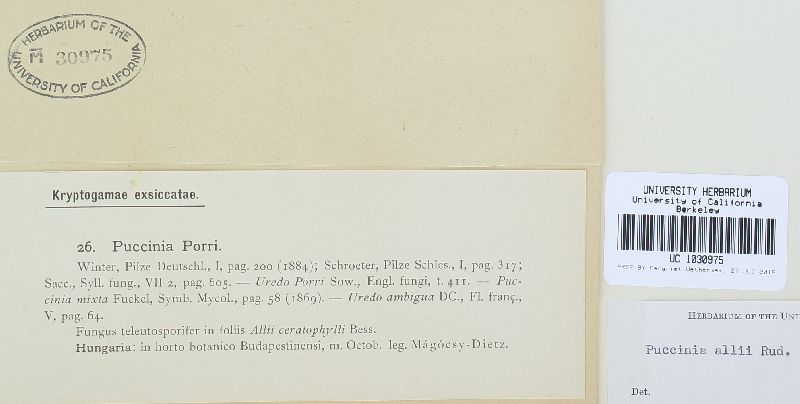 HERBARIUM OF THE
M 30975
UNIVERSITY OF CALIFORNIA
Kryptogamae exsiccatae.
26. Puccinia Porri.
Winter, Pilze Deutschl., I, pag. 200 (1884); Schroeter, Pilze Schles., I, pag. 317;
Sacc., Syll. fung., VII 2, pag. 605. — Uredo Porri Sow., Engl. fungi, t. 411. — Puc-
cinia mixta Fuckel, Symb. Mycol., pag. 58 (1869). — Uredo ambigua DC., Fl. franç.,
V, pag. 64.
Fungus teleutosporifer in foliis Allii ceratophylli Bess.
Hungaria: in horto botanico Budapestinensi, m. Octob. leg. Mágócsy-Dietz.
UNIVERSITY HERBARIUM
University of California
Berkeley
UC 1030975
HERBARIUM OF THE UNI
Puccinia allii Rud.
Det.